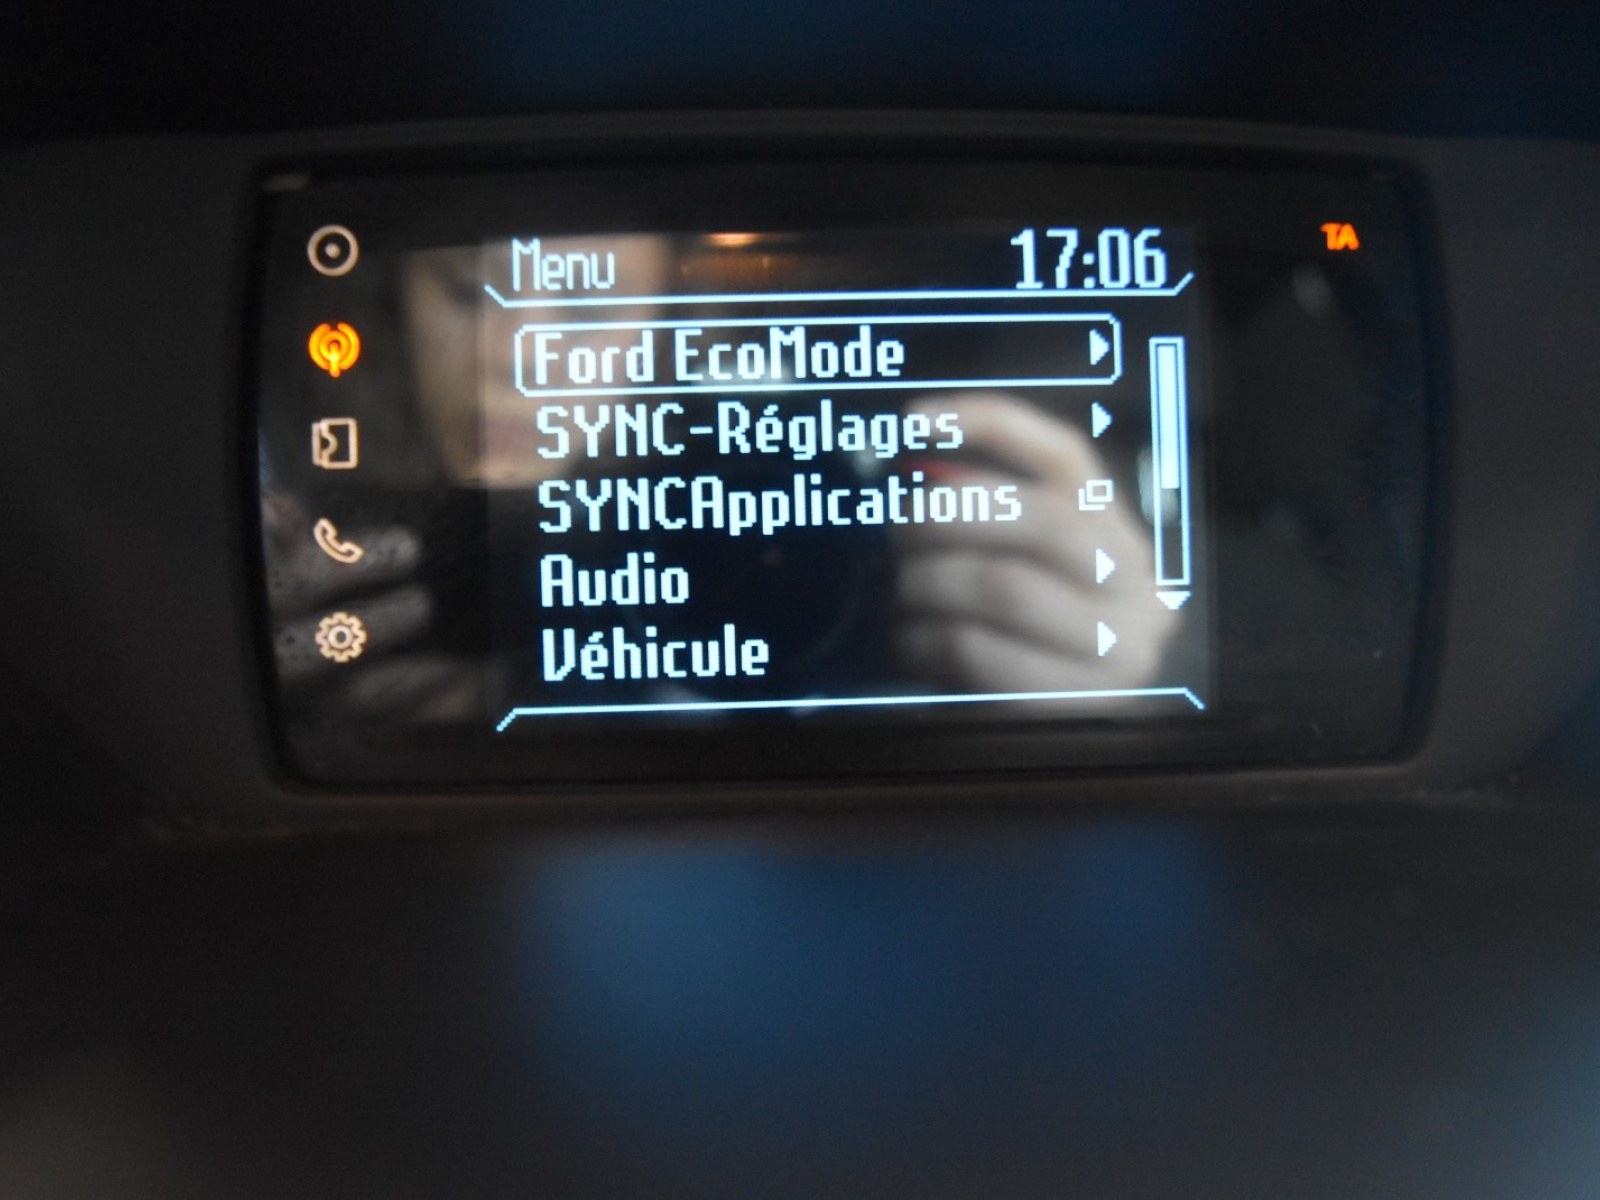 Menu 17:06 TA
Ford EcoMode
SYNC-Réglages
SYNCApplications
Audio
Véhicule